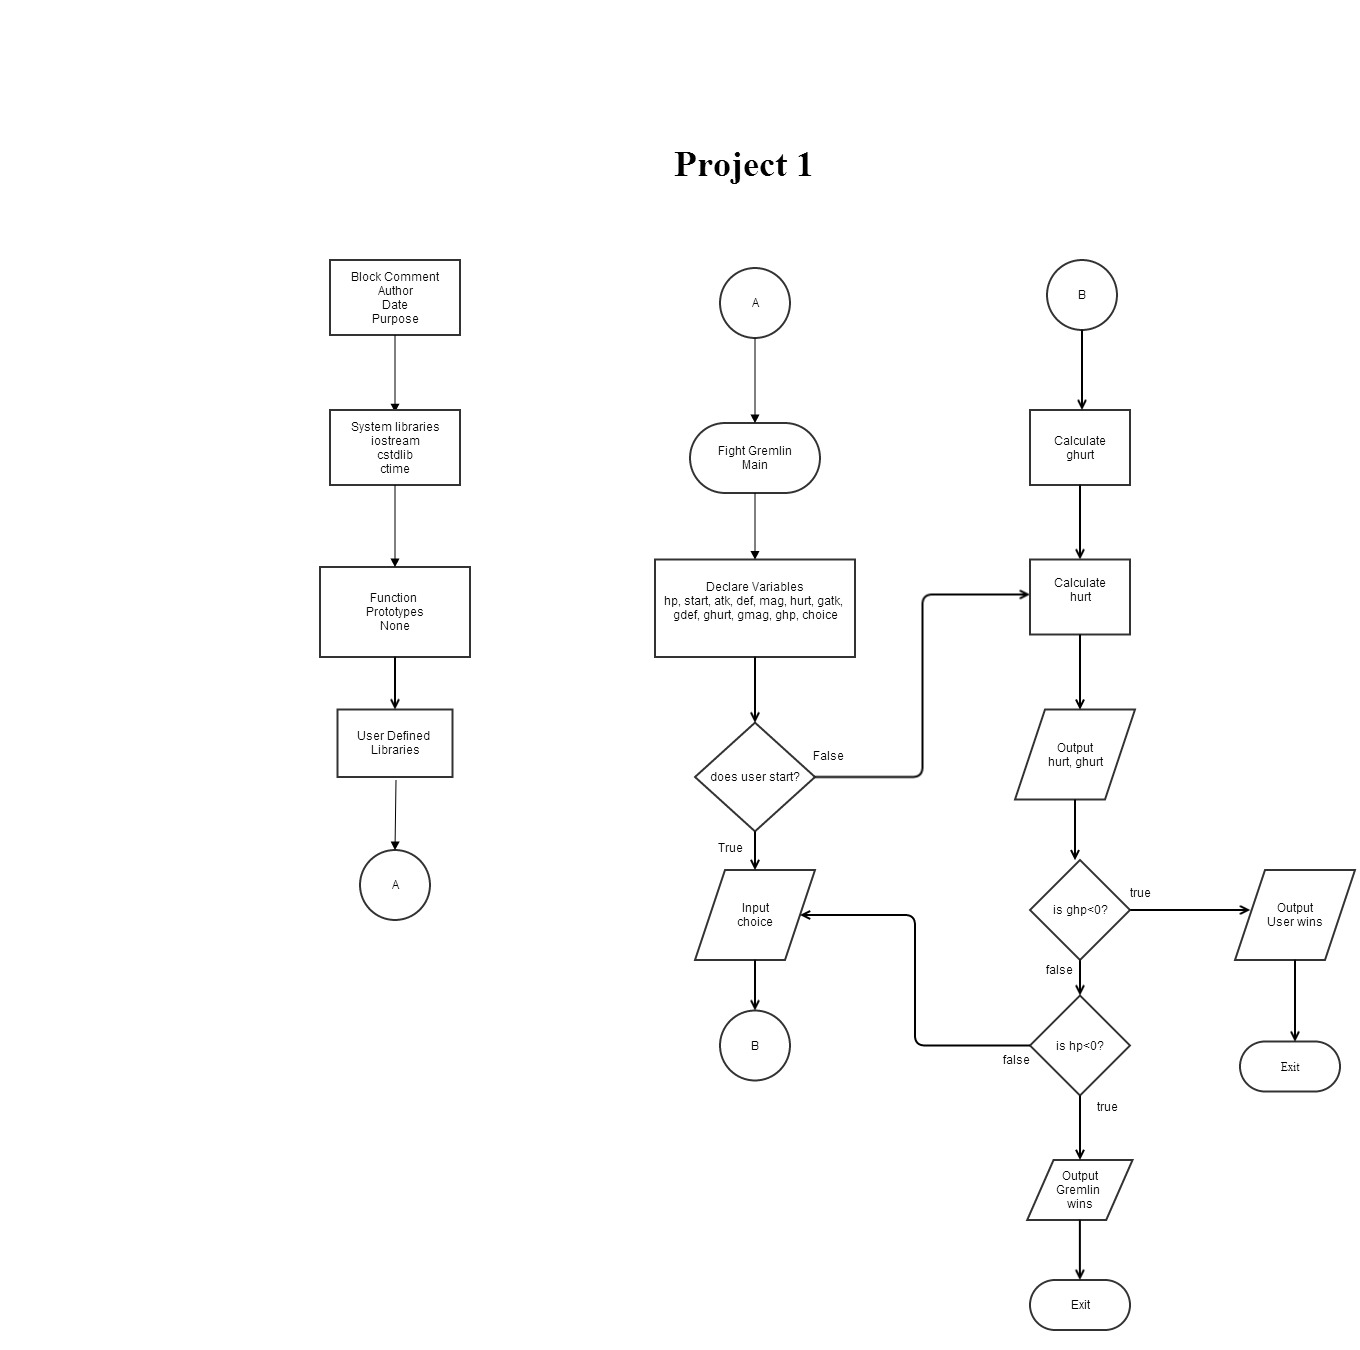 Project 1
Block Comment
Author
Date
Purpose
System libraries
iostream
cstdlib
ctime
Function
Prototypes
None
User Defined
Libraries
A
A
Fight Gremlin
Main
Declare Variables
hp, start, atk, def, mag, hurt, gatk,
gdef, ghurt, gmag, ghp, choice
does user start?
False
True
Input
choice
B
B
Calculate
ghurt
Calculate
hurt
Output
hurt, ghurt
is ghp<0?
true
false
Output
User wins
Exit
is hp<0?
false
true
Output
Gremlin
wins
Exit